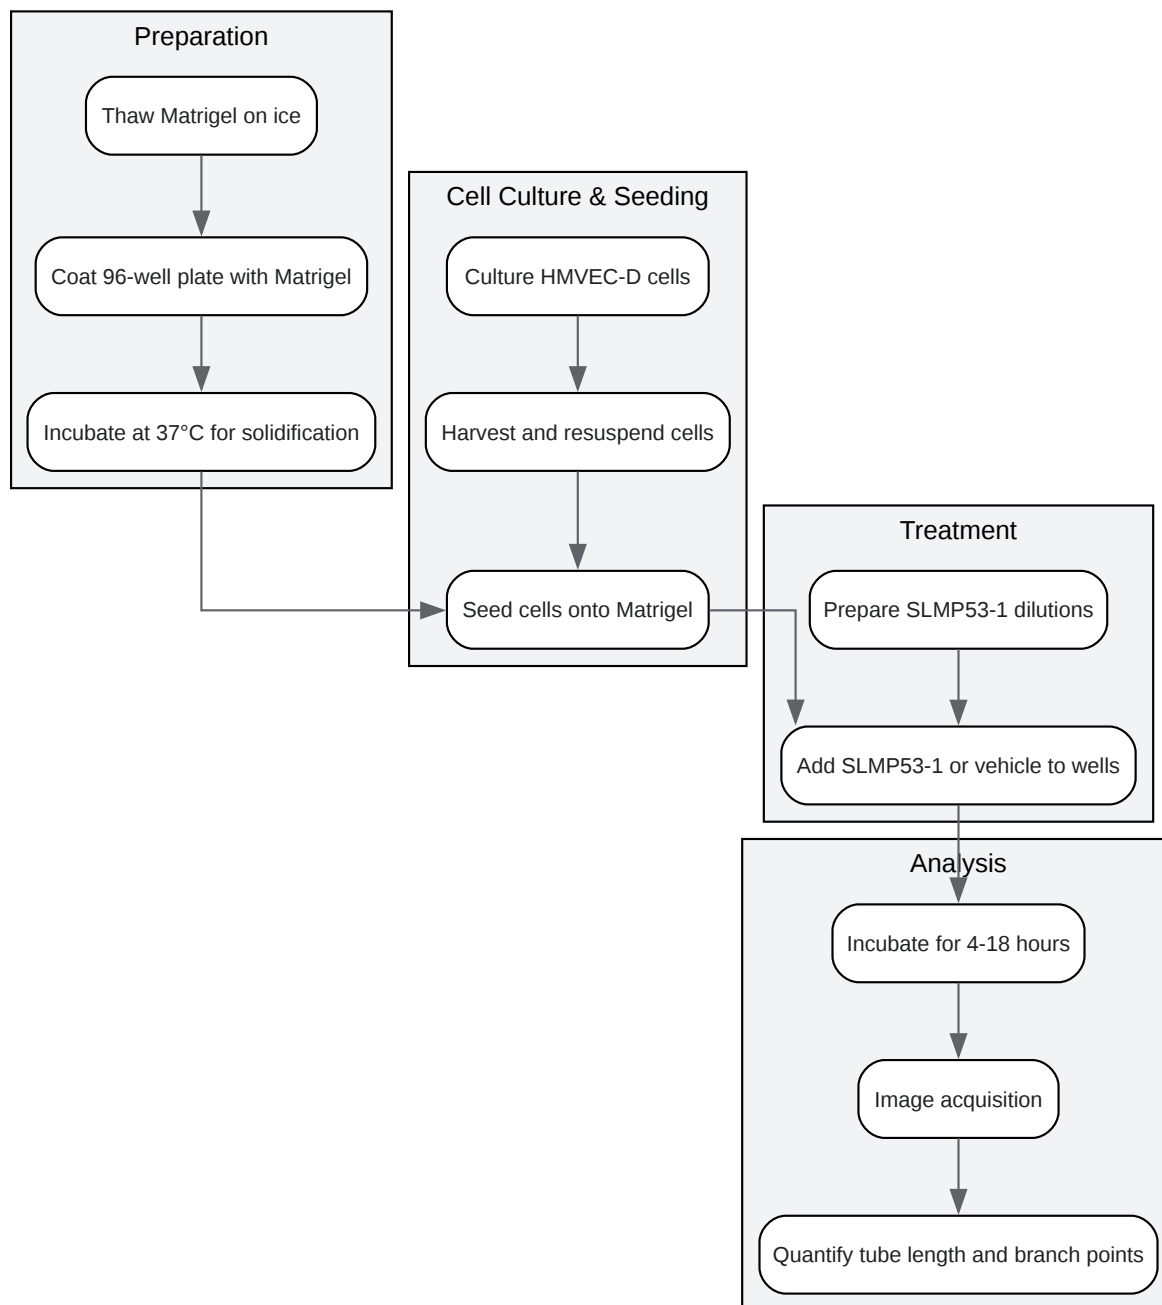 Preparation
Thaw Matrigel on ice
Coat 96-well plate with Matrigel
Incubate at 37°C for solidification
Cell Culture & Seeding
Culture HMVEC-D cells
Harvest and resuspend cells
Seed cells onto Matrigel
Treatment
Prepare SLMP53-1 dilutions
Add SLMP53-1 or vehicle to wells
Analysis
Incubate for 4-18 hours
Image acquisition
Quantify tube length and branch points